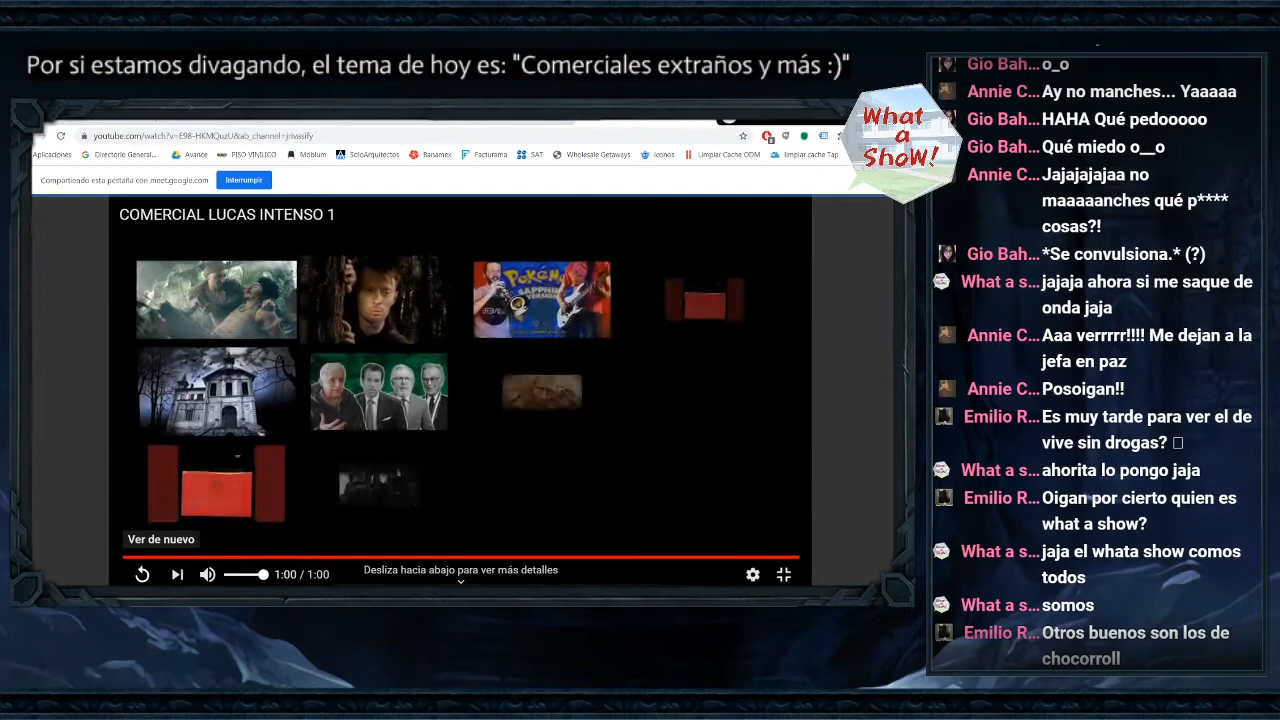 Por si estamos divagando, el tema de hoy es: "Comerciales extraños y más :)"
What
a
ShoW!
youtube.com/watch?v=E98-HKMQuzU&ab_channel=jrivasify
Aplicaciones Directorio General... Avance PISO VINILICO Möblum SoloArquitectos Banamex Facturama SAT Wholesale Getaways iconos Limpiar Cache ODM limpiar cache Tap
Compartiendo esta pestaña con meet.google.com Interrumpir
COMERCIAL LUCAS INTENSO 1
POKéMON
SAPPHIRE
VERSION
Ver de nuevo
1:00 / 1:00
Desliza hacia abajo para ver más detalles
Gio Bah... o_o
Annie C... Ay no manches... Yaaaaa
Gio Bah... HAHA Qué pedooooo
Gio Bah... Qué miedo o__o
Annie C... Jajajajajaa no
maaaaanches qué p****
cosas?!
Gio Bah... *Se convulsiona.* (?)
What a s... jajaja ahora si me saque de
onda jaja
Annie C... Aaa verrrr!!!! Me dejan a la
jefa en paz
Annie C... Posoigan!!
Emilio R... Es muy tarde para ver el de
vive sin drogas?
What a s... ahorita lo pongo jaja
Emilio R... Oigan por cierto quien es
what a show?
What a s... jaja el whata show comos
todos
What a s... somos
Emilio R... Otros buenos son los de
chocorroll